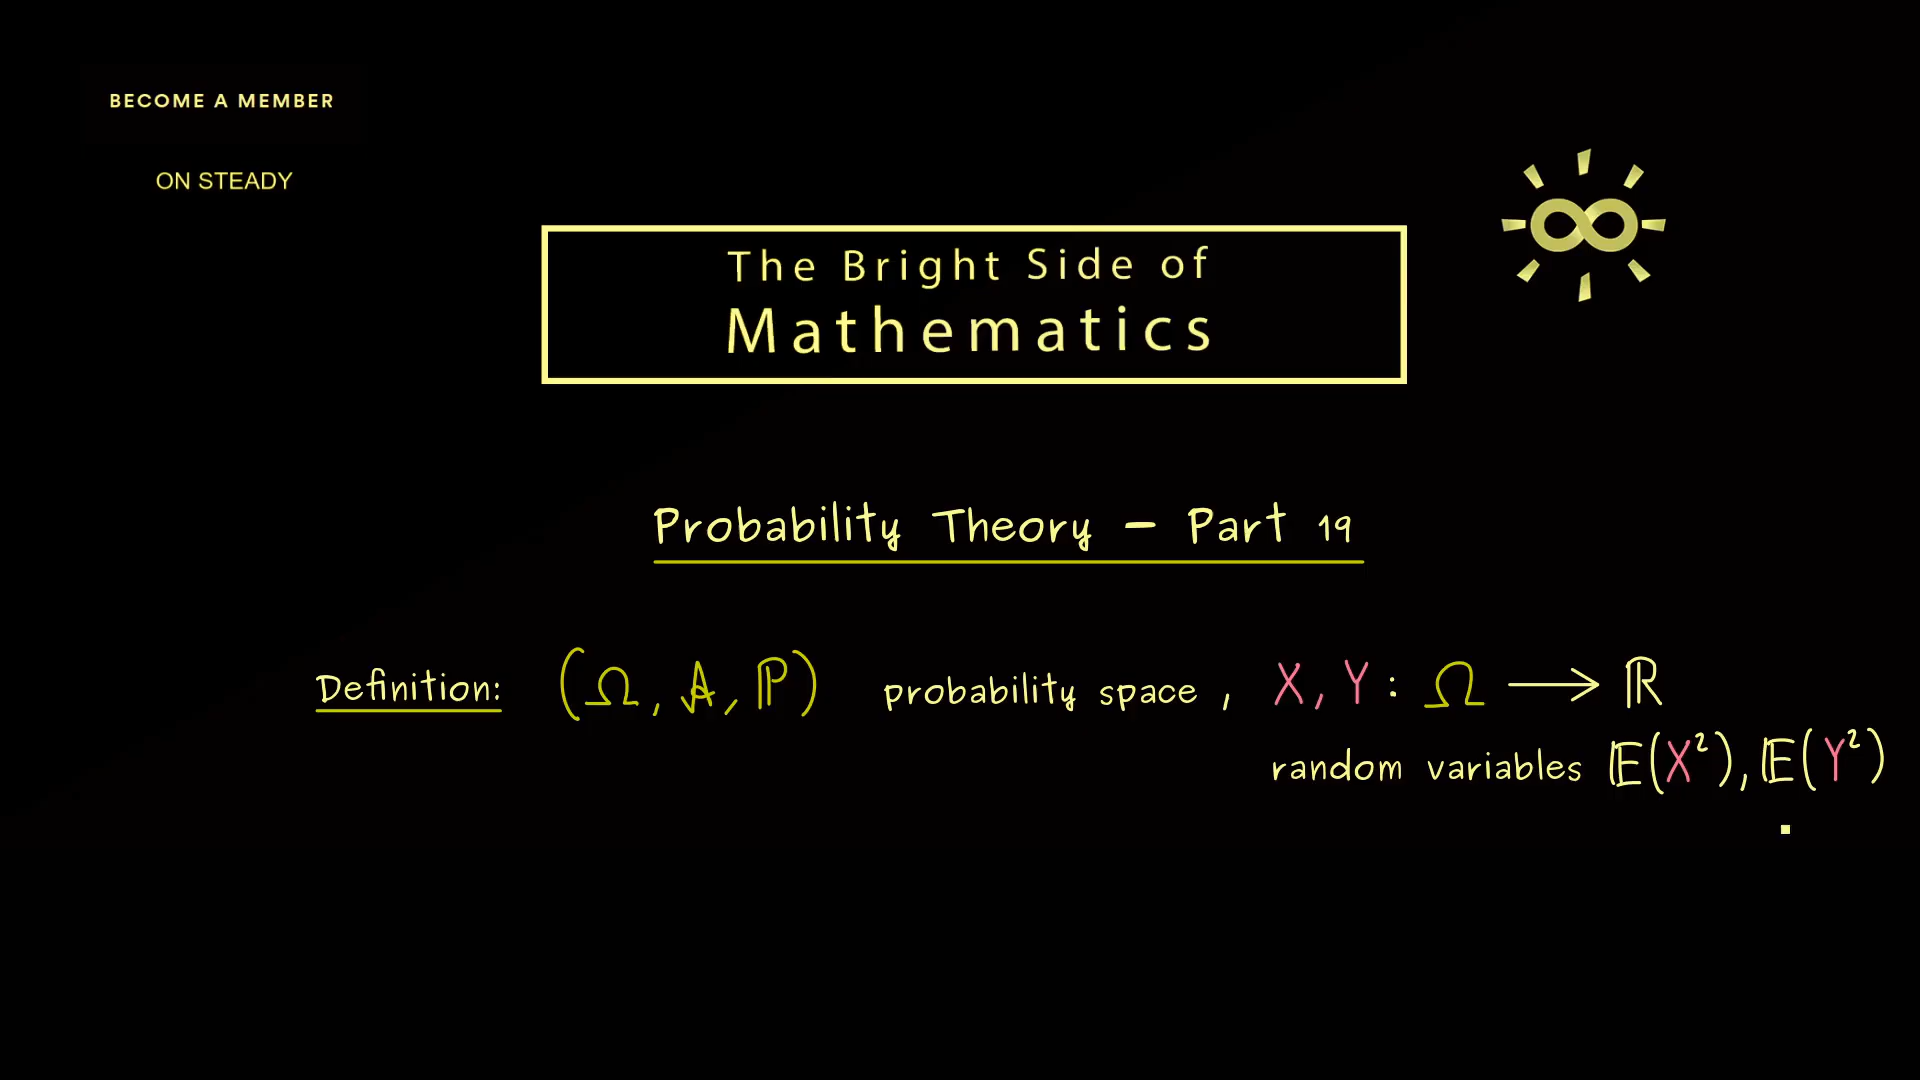 BECOME A MEMBER
ON STEADY
The Bright Side of
Mathematics
Probability Theory – Part 19
Definition: (Ω, A, ℙ) probability space , X, Y : Ω ⟶ ℝ
random variables 𝔼(X²), 𝔼(Y²)